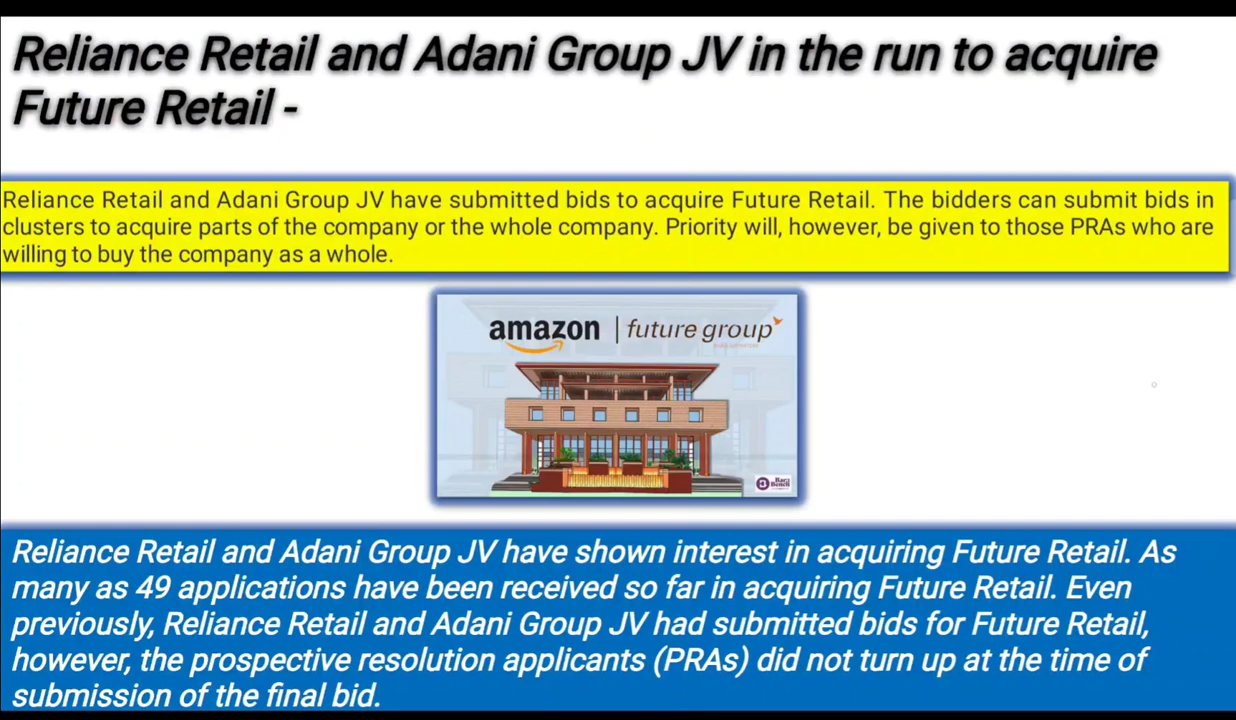 Reliance Retail and Adani Group JV in the run to acquire
Future Retail -
Reliance Retail and Adani Group JV have submitted bids to acquire Future Retail. The bidders can submit bids in
clusters to acquire parts of the company or the whole company. Priority will, however, be given to those PRAs who are
willing to buy the company as a whole.
amazon | future group
Bar &
Bench
Reliance Retail and Adani Group JV have shown interest in acquiring Future Retail. As
many as 49 applications have been received so far in acquiring Future Retail. Even
previously, Reliance Retail and Adani Group JV had submitted bids for Future Retail,
however, the prospective resolution applicants (PRAs) did not turn up at the time of
submission of the final bid.